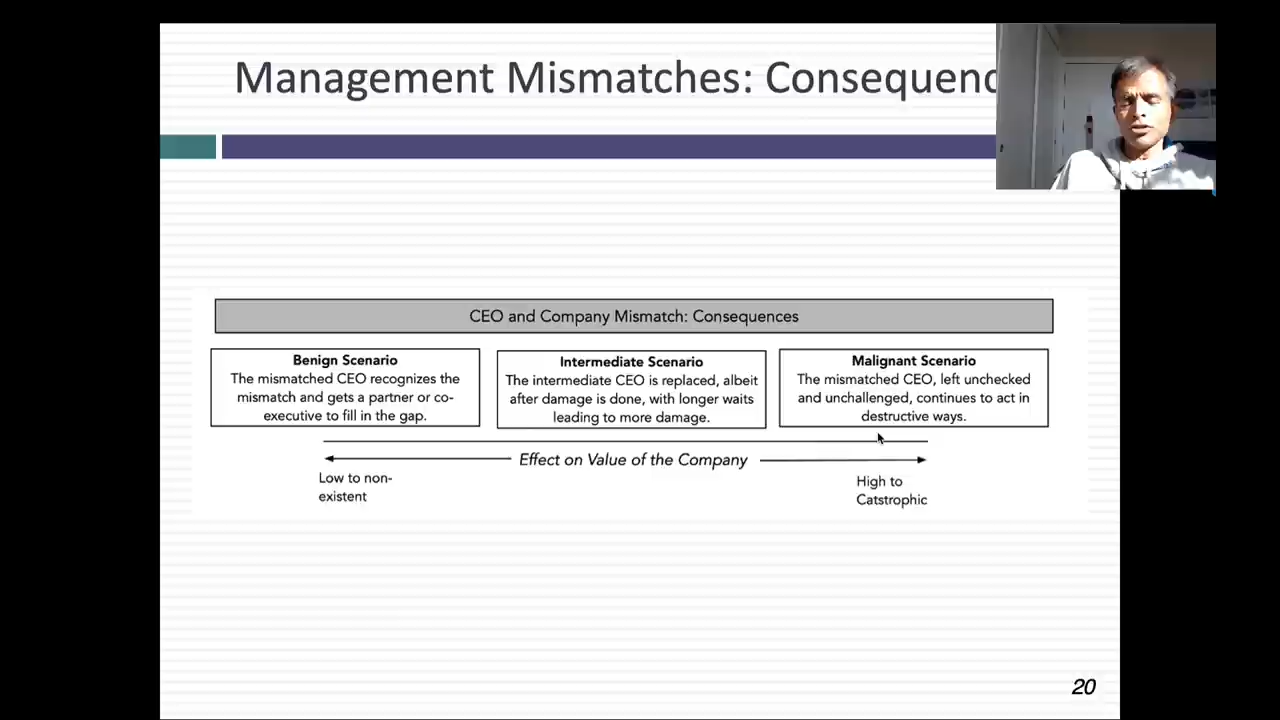 Management Mismatches: Consequenc
CEO and Company Mismatch: Consequences
Benign Scenario
The mismatched CEO recognizes the
mismatch and gets a partner or co-
executive to fill in the gap.
Intermediate Scenario
The intermediate CEO is replaced, albeit
after damage is done, with longer waits
leading to more damage.
Malignant Scenario
The mismatched CEO, left unchecked
and unchallenged, continues to act in
destructive ways.
Effect on Value of the Company
Low to non-
existent
High to
Catstrophic
20